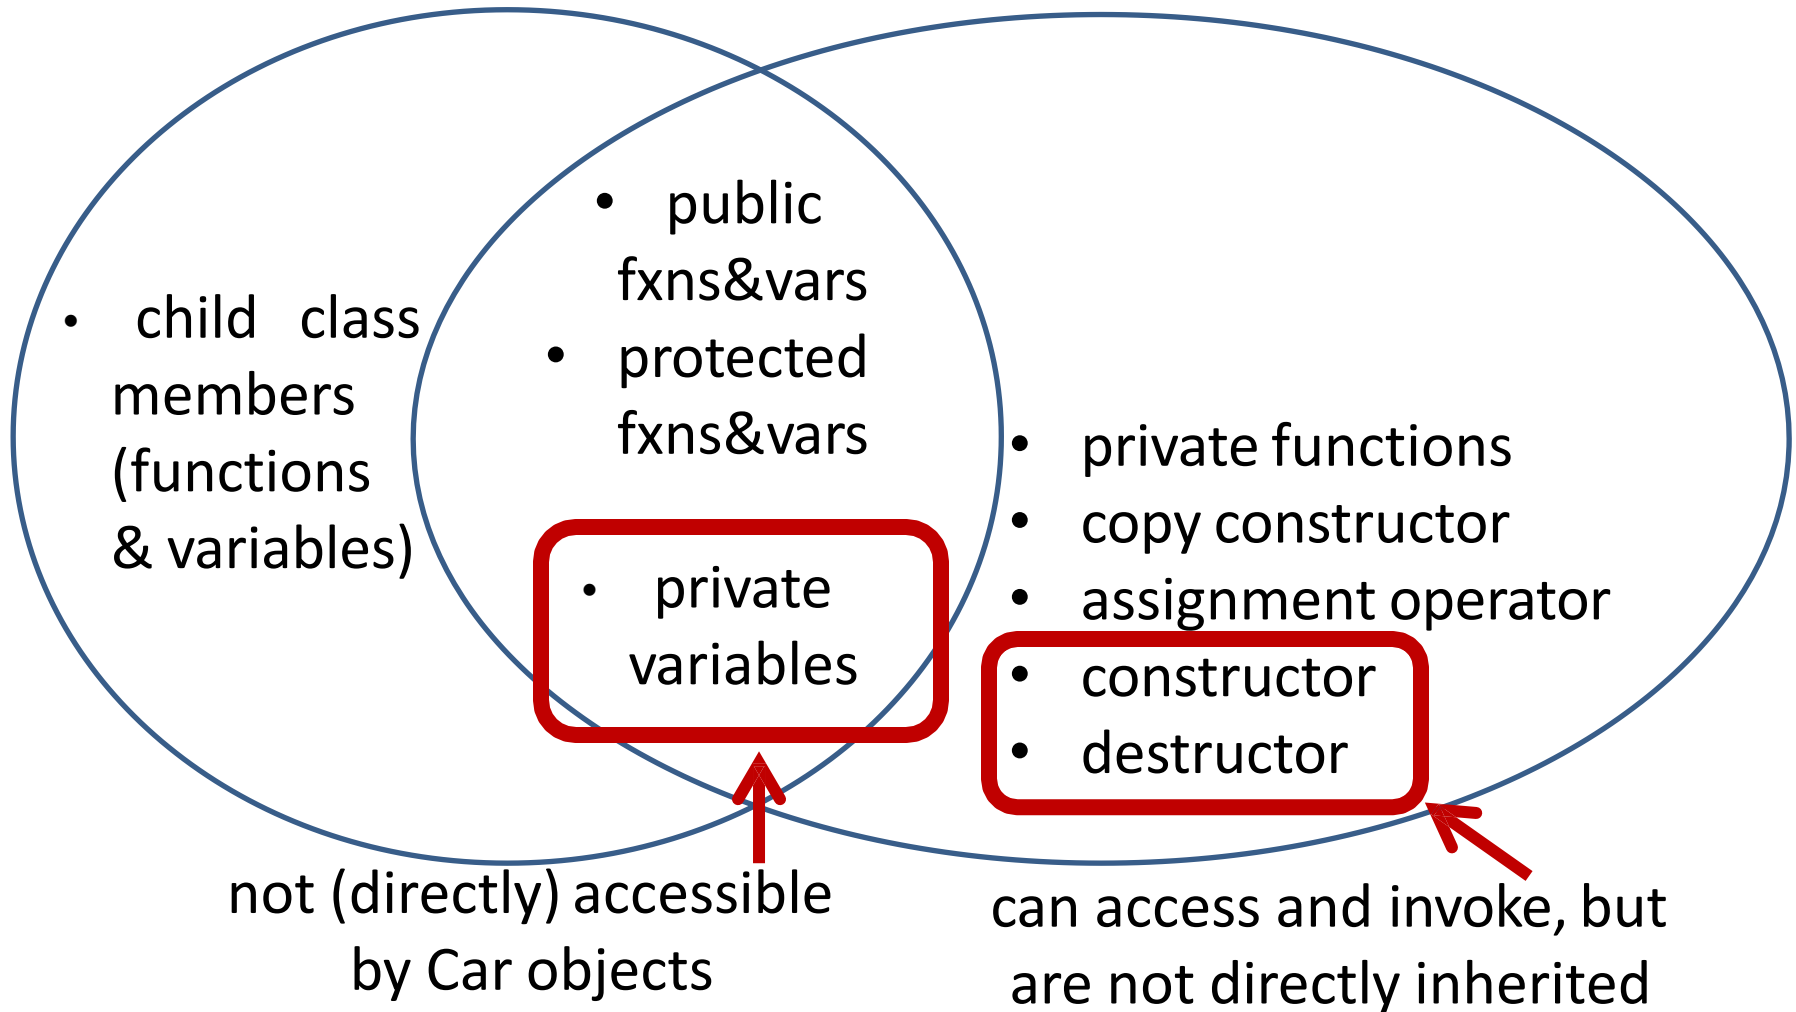 • child class
members
(functions
& variables)
• public
fxns&vars
• protected
fxns&vars
• private
variables
• private functions
• copy constructor
• assignment operator
• constructor
• destructor
not (directly) accessible
by Car objects
can access and invoke, but
are not directly inherited